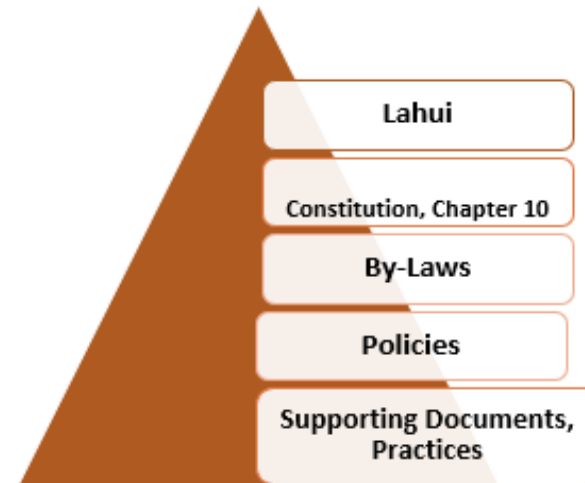 Lahui
Constitution, Chapter 10
By-Laws
Policies
Supporting Documents,
Practices